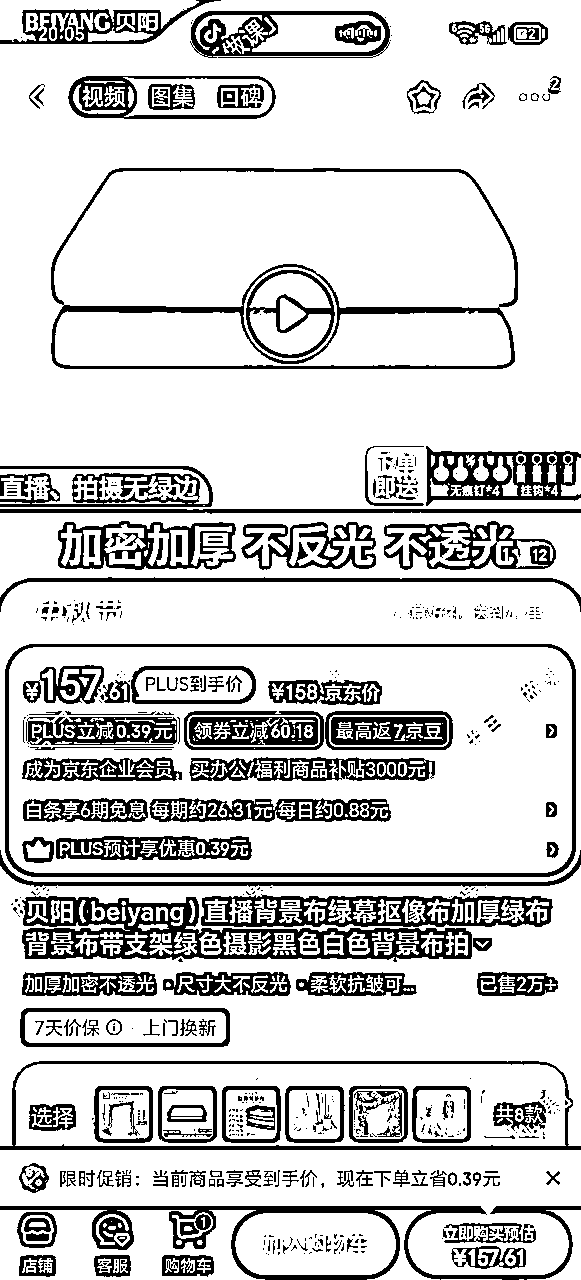 BEIYANG 贝阳
20:05
做课
5G 62
视频 图集 口碑
2
直播、拍摄无绿边
下单即送
无痕钉*4 挂钩*4
加密加厚 不反光 不透光
12
中秋节
¥157.61 PLUS到手价 ¥158 京东价
PLUS立减0.39元 领券立减60.18 最高返7京豆
成为京东企业会员，买办公/福利商品补贴3000元!
白条享6期免息 每期约26.31元 每日约0.88元
PLUS预计享优惠0.39元
贝阳(beiyang)直播背景布绿幕抠像布加厚绿布
背景布带支架绿色摄影黑色白色背景布拍
加厚加密不透光 · 尺寸大不反光 · 柔软抗皱可...
已售2万+
7天价保 · 上门换新
选择 共8款
限时促销：当前商品享受到手价，现在下单立省0.39元
店铺 客服 购物车 1 加入购物车 立即购买预估
¥157.61